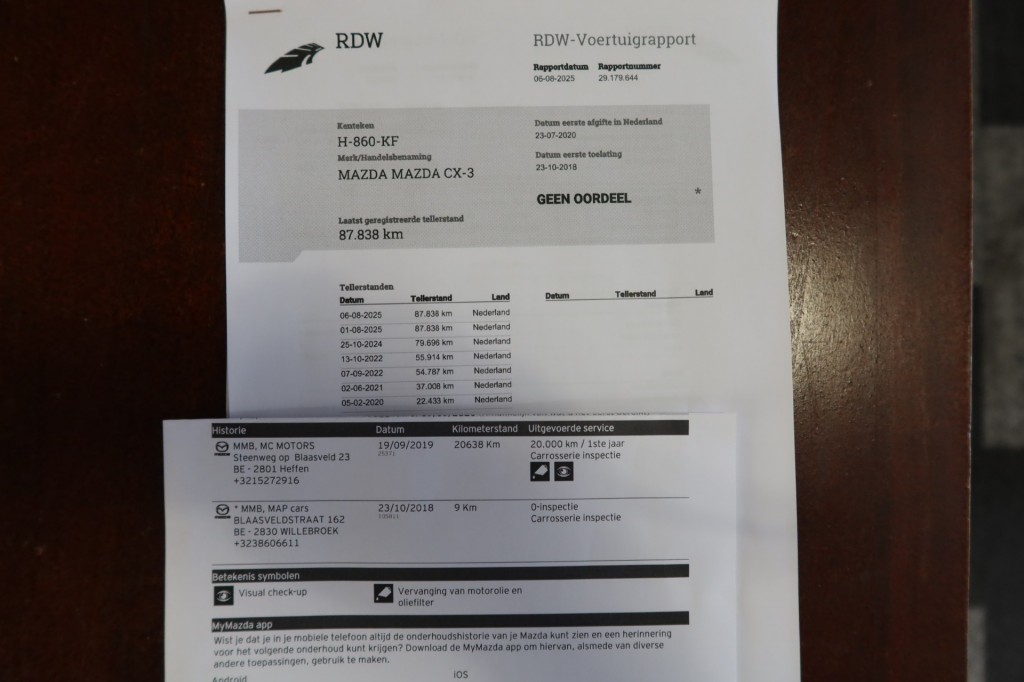 RDW
RDW-Voertuigrapport
Rapportdatum Rapportnummer
06-08-2025 29.179.644
Kenteken
H-860-KF
Merk/Handelsbenaming
MAZDA MAZDA CX-3
Datum eerste afgifte in Nederland
23-07-2020
Datum eerste toelating
23-10-2018
GEEN OORDEEL *
Laatst geregistreerde tellerstand
87.838 km
Tellerstanden
Datum Tellerstand Land
06-08-2025 87.838 km Nederland
01-08-2025 87.838 km Nederland
25-10-2024 79.696 km Nederland
13-10-2022 55.914 km Nederland
07-09-2022 54.787 km Nederland
02-06-2021 37.008 km Nederland
05-02-2020 22.433 km Nederland
Datum Tellerstand Land
Historie Datum Kilometerstand Uitgevoerde service
MMB, MC MOTORS 19/09/2019 20638 Km 20.000 km / 1ste jaar
Steenweg op Blaasveld 23 Carrosserie inspectie
BE - 2801 Heffen
+3215272916
* MMB, MAP cars 23/10/2018 9 Km 0-inspectie
BLAASVELDSTRAAT 162 Carrosserie inspectie
BE - 2830 WILLEBROEK
+3238606611
Betekenis symbolen
Visual check-up Vervanging van motorolie en
oliefilter
MyMazda app
Wist je dat je in je mobiele telefoon altijd de onderhoudshistorie van je Mazda kunt zien en een herinnering
voor het volgende onderhoud kunt krijgen? Download de MyMazda app om hiervan, alsmede van diverse
andere toepassingen, gebruik te maken.
Android iOS